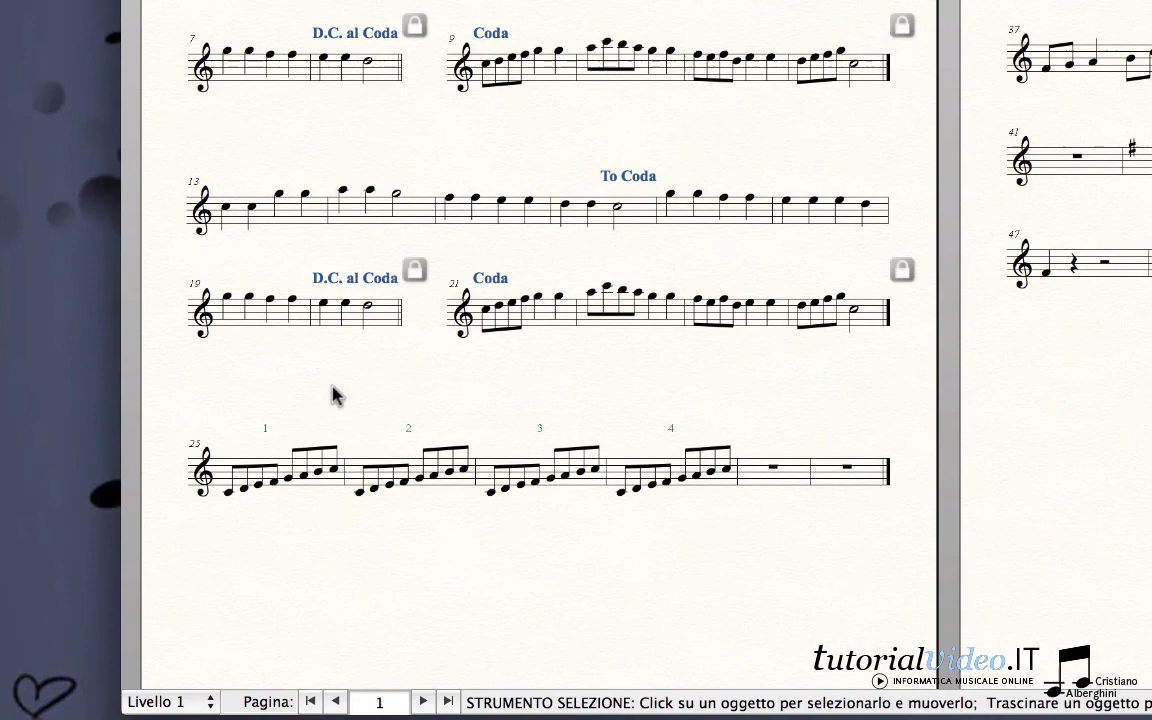 7 D.C. al Coda 9 Coda
37
41
13 To Coda
47
19 D.C. al Coda 21 Coda
1 2 3 4
25
tutorialVideo.IT
INFORMATICA MUSICALE ONLINE
Cristiano
Alberghini
Livello 1 Pagina: 1 STRUMENTO SELEZIONE: Click su un oggetto per selezionarlo e muoverlo; Trascinare un oggetto p